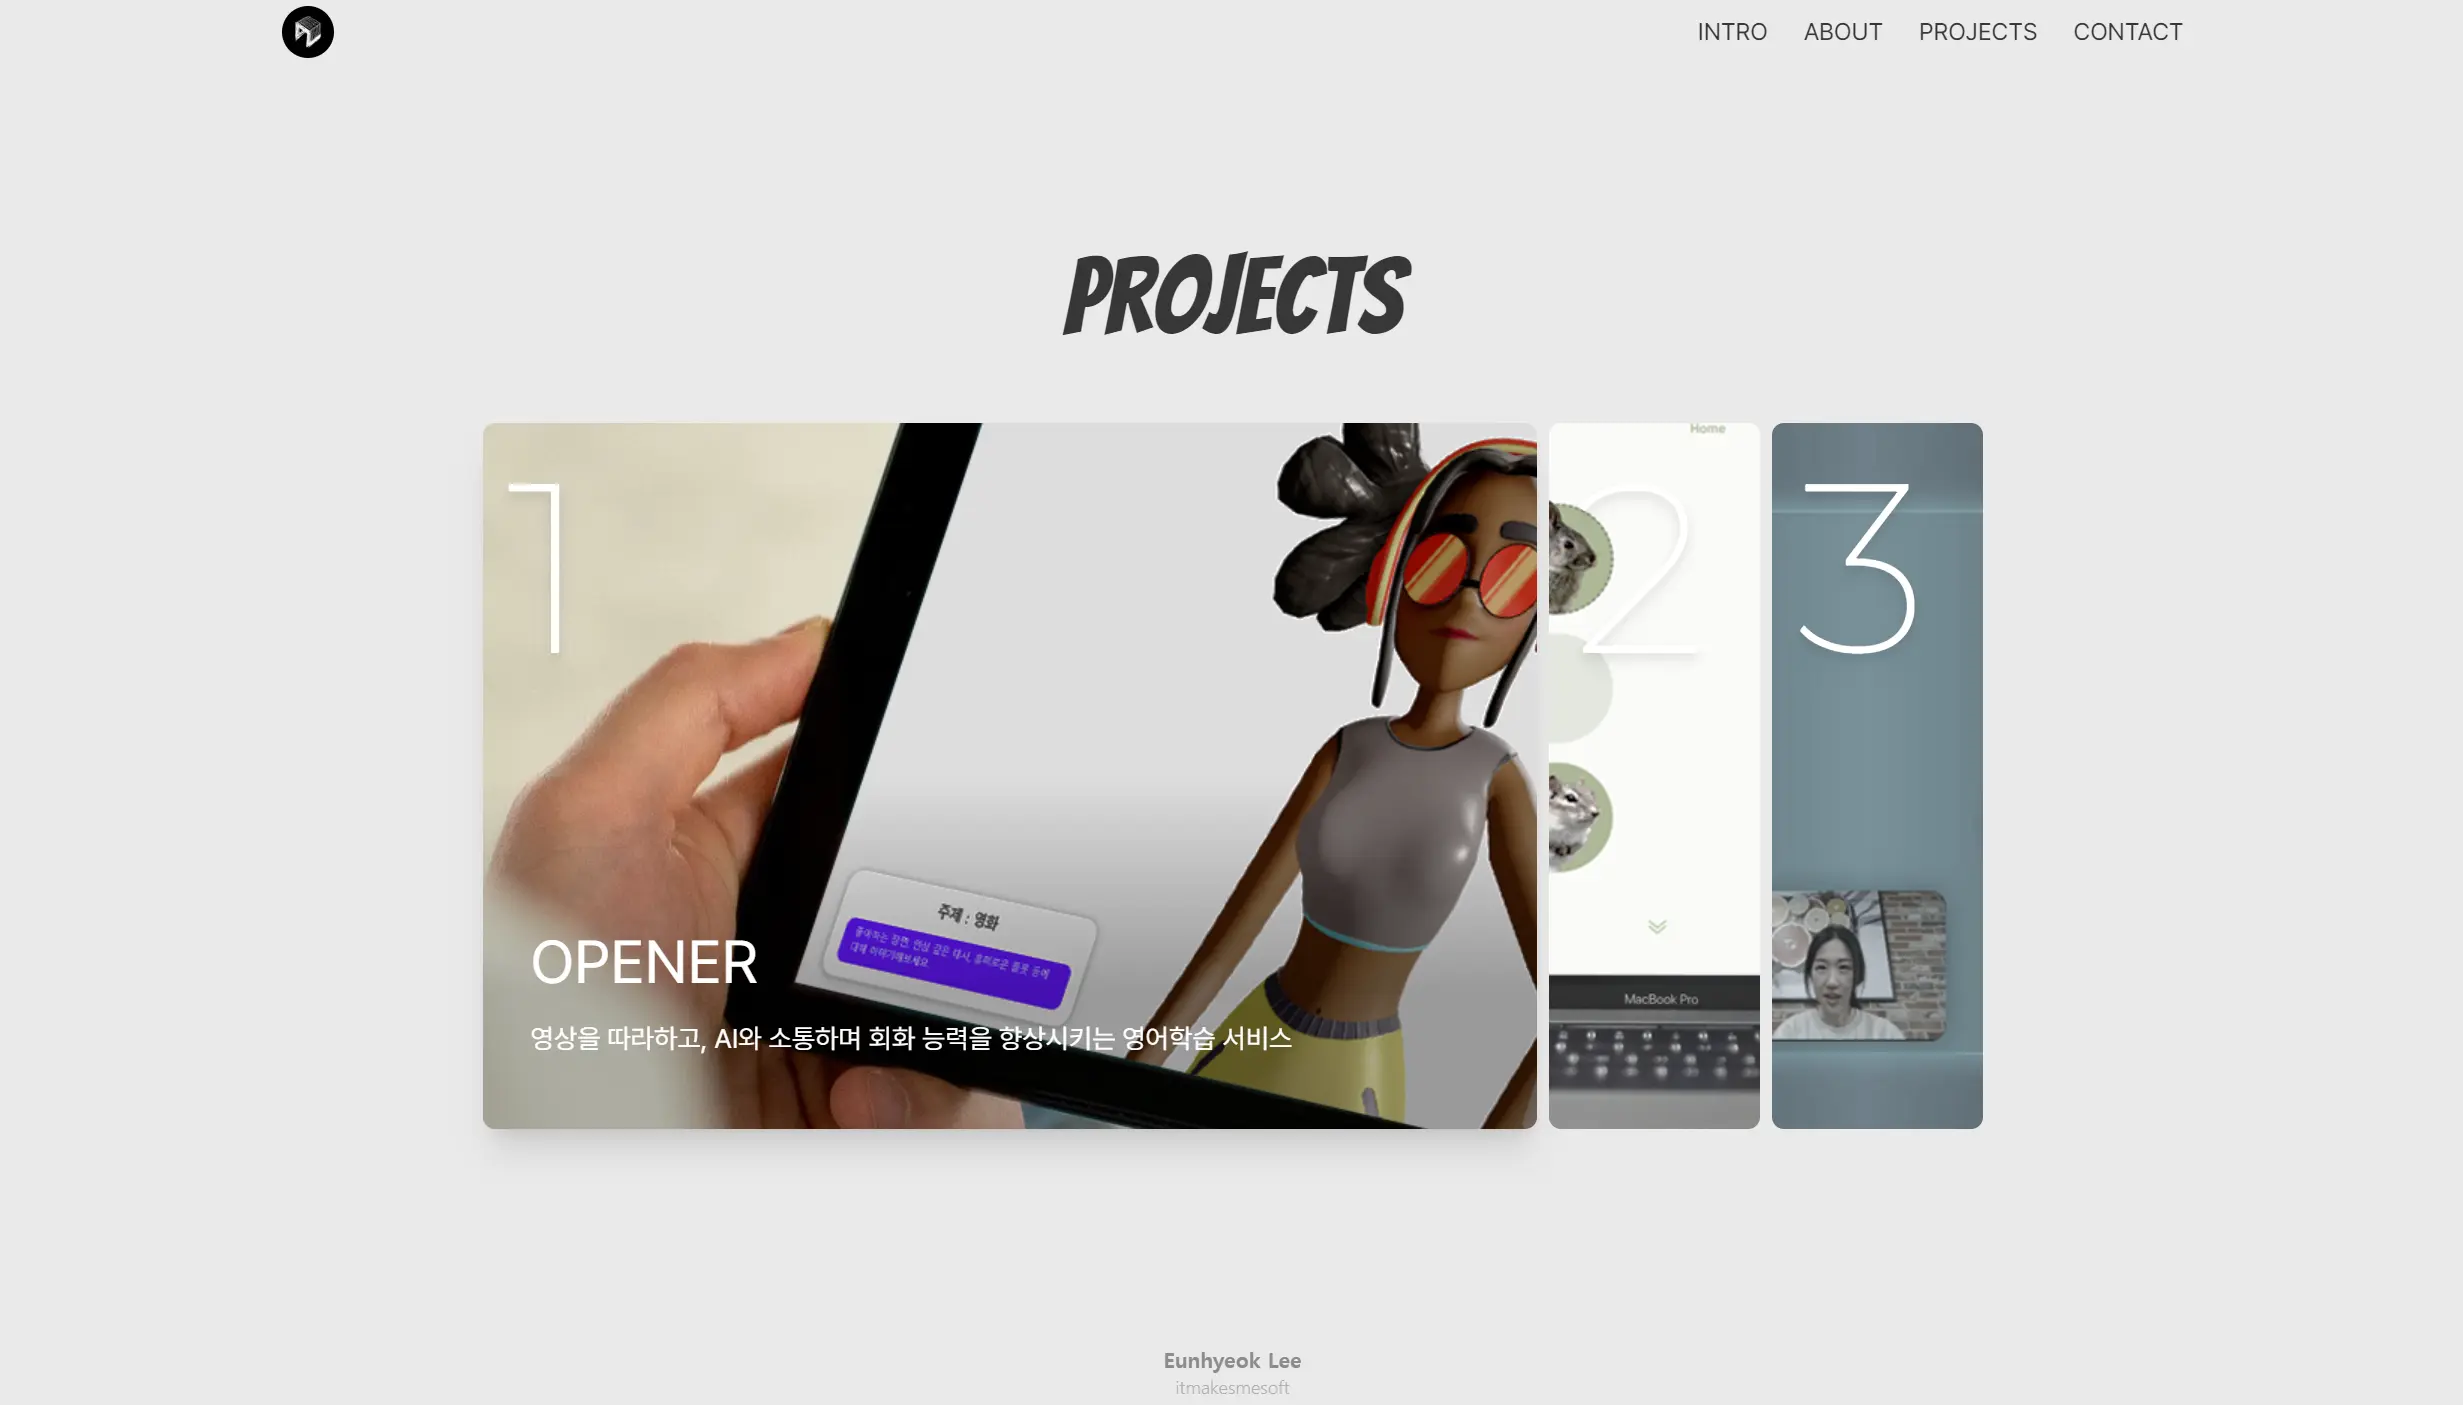 INTRO ABOUT PROJECTS CONTACT
PROJECTS
1
2
3
Home
주제 : 영화
OPENER
영상을 따라하고, AI와 소통하며 회화 능력을 향상시키는 영어학습 서비스
MacBook Pro
Eunhyeok Lee
itmakesmesoft